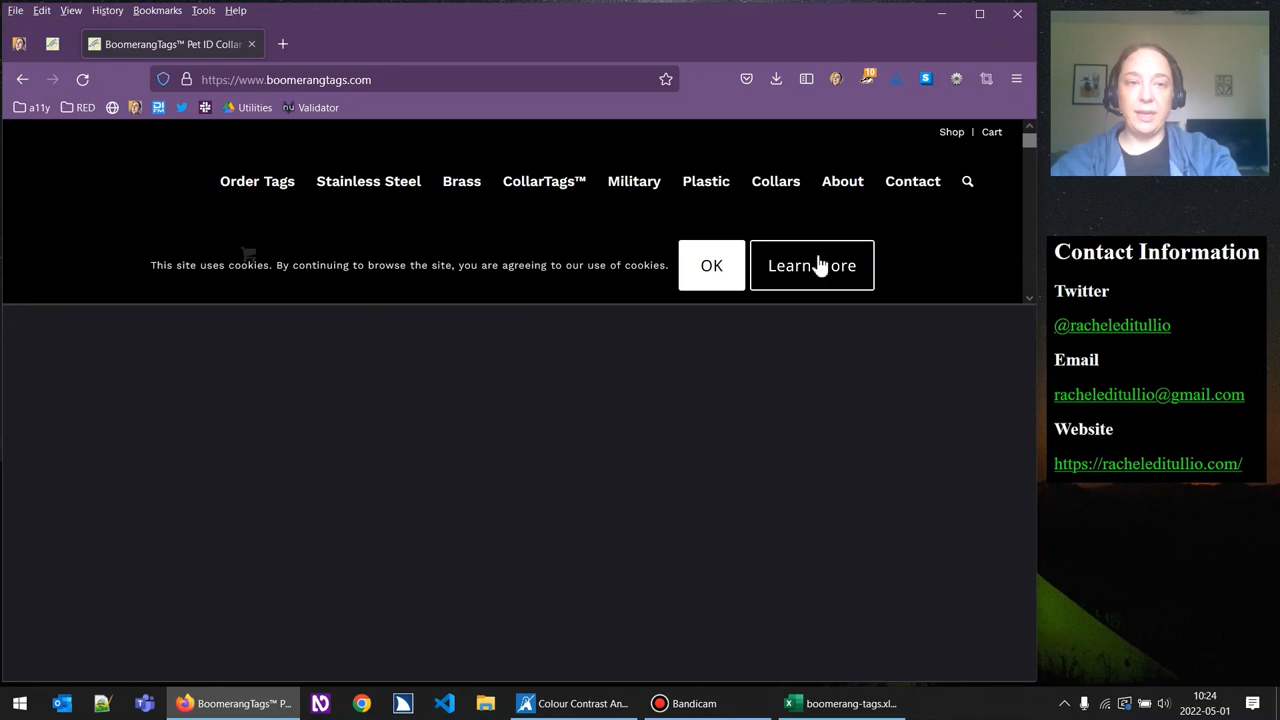 File Edit View History Bookmarks Tools Help
BoomerangTags™ Pet ID Collar
https://www.boomerangtags.com
10
a11y RED Utilities Validator
Shop | Cart
Order Tags Stainless Steel Brass CollarTags™ Military Plastic Collars About Contact
This site uses cookies. By continuing to browse the site, you are agreeing to our use of cookies. OK Learn More
Contact Information
Twitter
@racheleditullio
Email
racheleditullio@gmail.com
Website
https://racheleditullio.com/
BoomerangTags™ P... Colour Contrast An... Bandicam boomerang-tags.xl...
10:24
2022-05-01